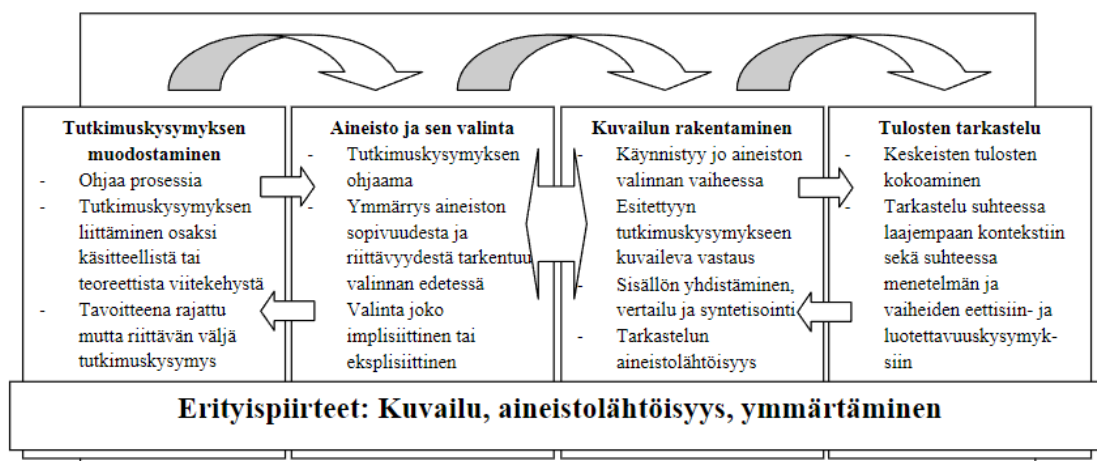 Tutkimuskysymyksen
muodostaminen
- Ohjaa prosessia
- Tutkimuskysymyksen
liittäminen osaksi
käsitteellistä tai
teoreettista viitekehystä
- Tavoitteena rajattu
mutta riittävän väljä
tutkimuskysymys
Aineisto ja sen valinta
- Tutkimuskysymyksen
ohjaama
- Ymmärrys aineiston
sopivuudesta ja
riittävyydestä tarkentuu
valinnan edetessä
Valinta joko
implisiittinen tai
eksplisiittinen
Kuvailun rakentaminen
- Käynnistyy jo aineiston
valinnan vaiheessa
Esitettyyn
tutkimuskysymykseen
kuvaileva vastaus
- Sisällön yhdistäminen,
vertailu ja syntetisointi
- Tarkastelun
aineistolähtöisyys
Tulosten tarkastelu
- Keskeisten tulosten
kokoaminen
- Tarkastelu suhteessa
laajempaan kontekstiin
sekä suhteessa
menetelmän ja
vaiheiden eettisiin- ja
luotettavuuskysymyk-
siin
Erityispiirteet: Kuvailu, aineistolähtöisyys, ymmärtäminen